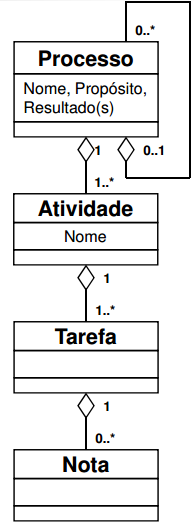 0..*
Processo
Nome, Propósito,
Resultado(s)
1
0..1
1..*
Atividade
Nome
1
1..*
Tarefa
1
0..*
Nota